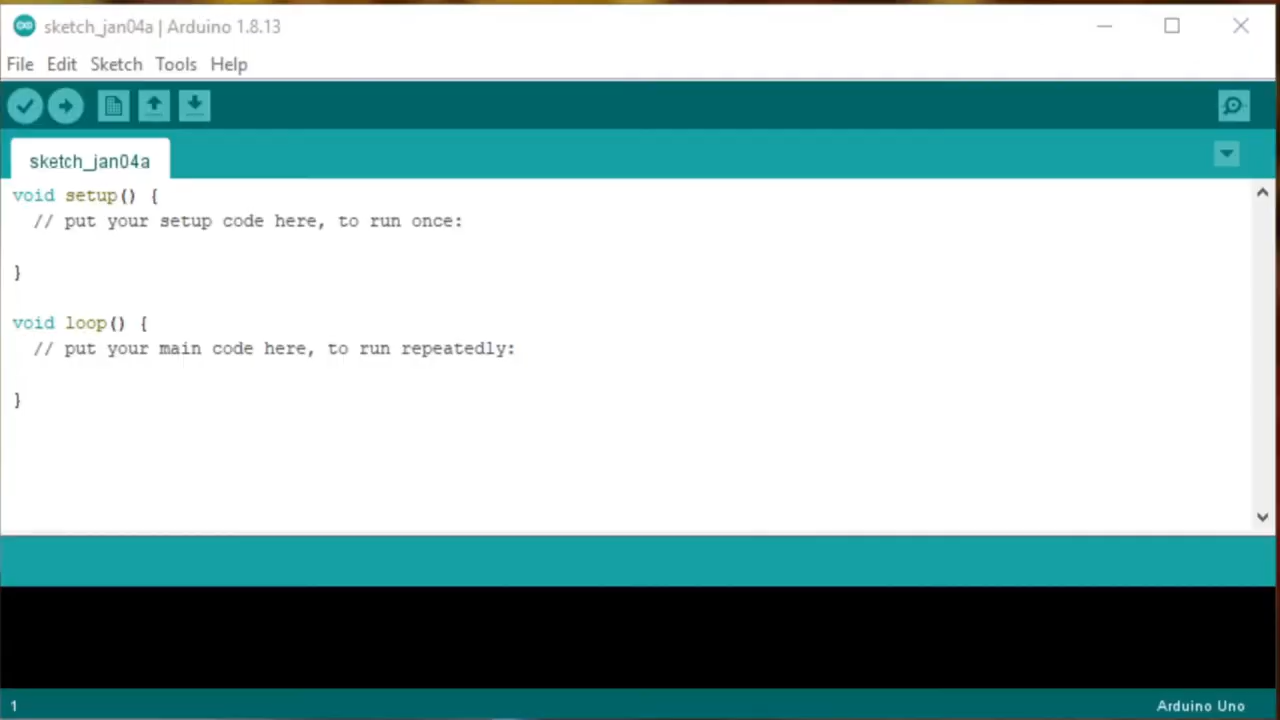 sketch_jan04a | Arduino 1.8.13
File Edit Sketch Tools Help
sketch_jan04a
void setup() {
  // put your setup code here, to run once:
}
void loop() {
  // put your main code here, to run repeatedly:
}
1 Arduino Uno